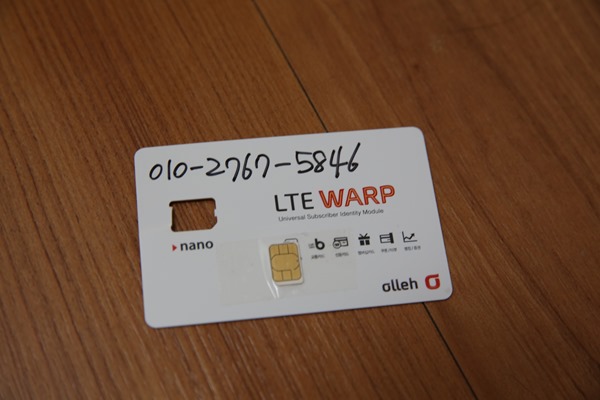 010-2767-5846
LTE WARP
Universal Subscriber Identity Module
nano
olleh